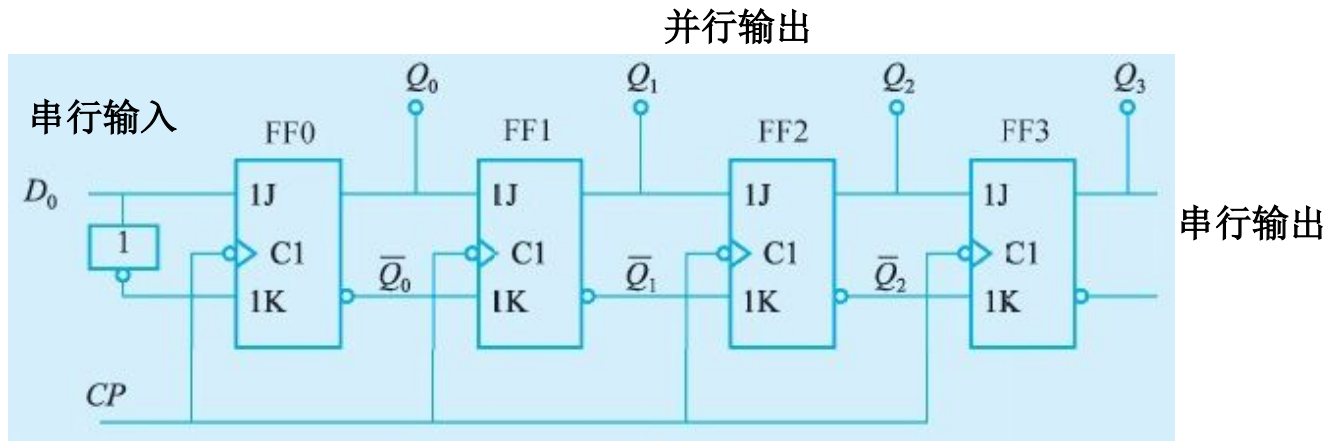 并行输出
Q₀ Q₁ Q₂ Q₃
串行输入
FF0 FF1 FF2 FF3
D₀ 1J 1J 1J 1J
串行输出
1 C1 C1 C1 C1
Q̅₀ Q̅₁ Q̅₂
1K 1K 1K 1K
CP